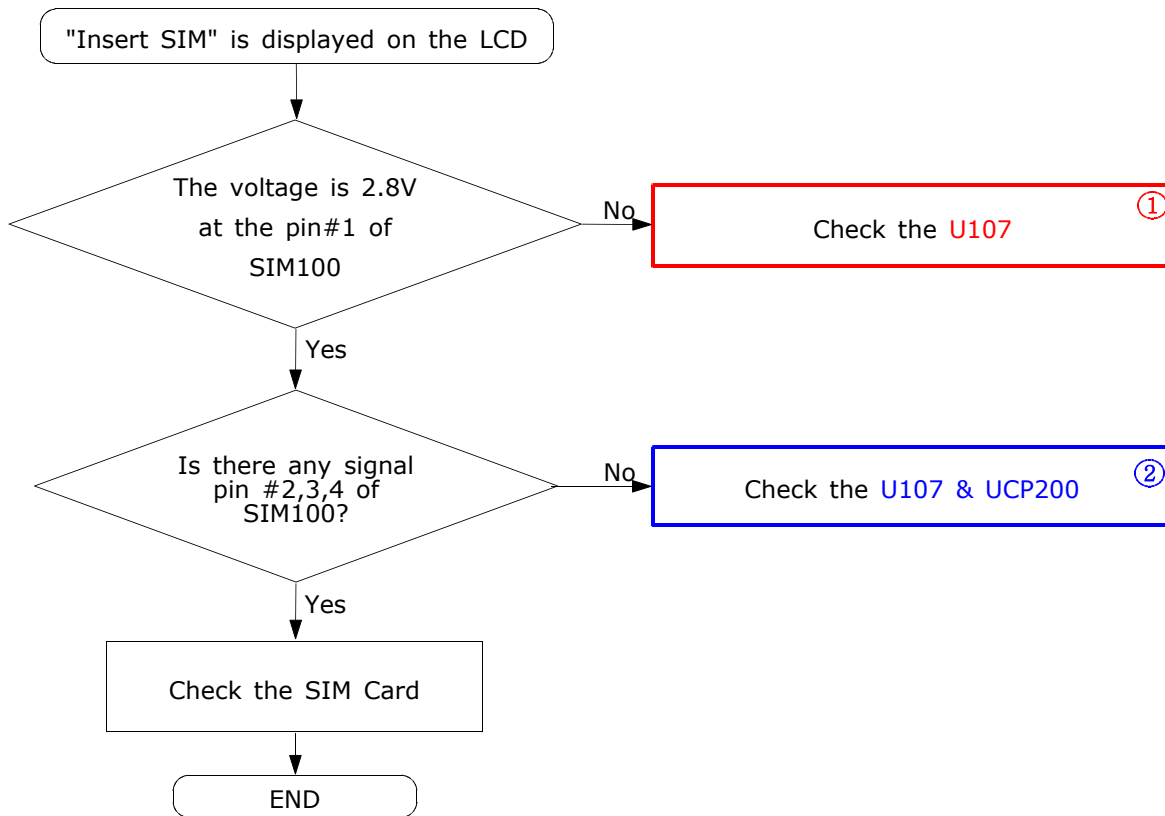 "Insert SIM" is displayed on the LCD
The voltage is 2.8V
at the pin#1 of
SIM100
No
①
Check the U107
Yes
Is there any signal
pin #2,3,4 of
SIM100?
No
②
Check the U107 & UCP200
Yes
Check the SIM Card
END